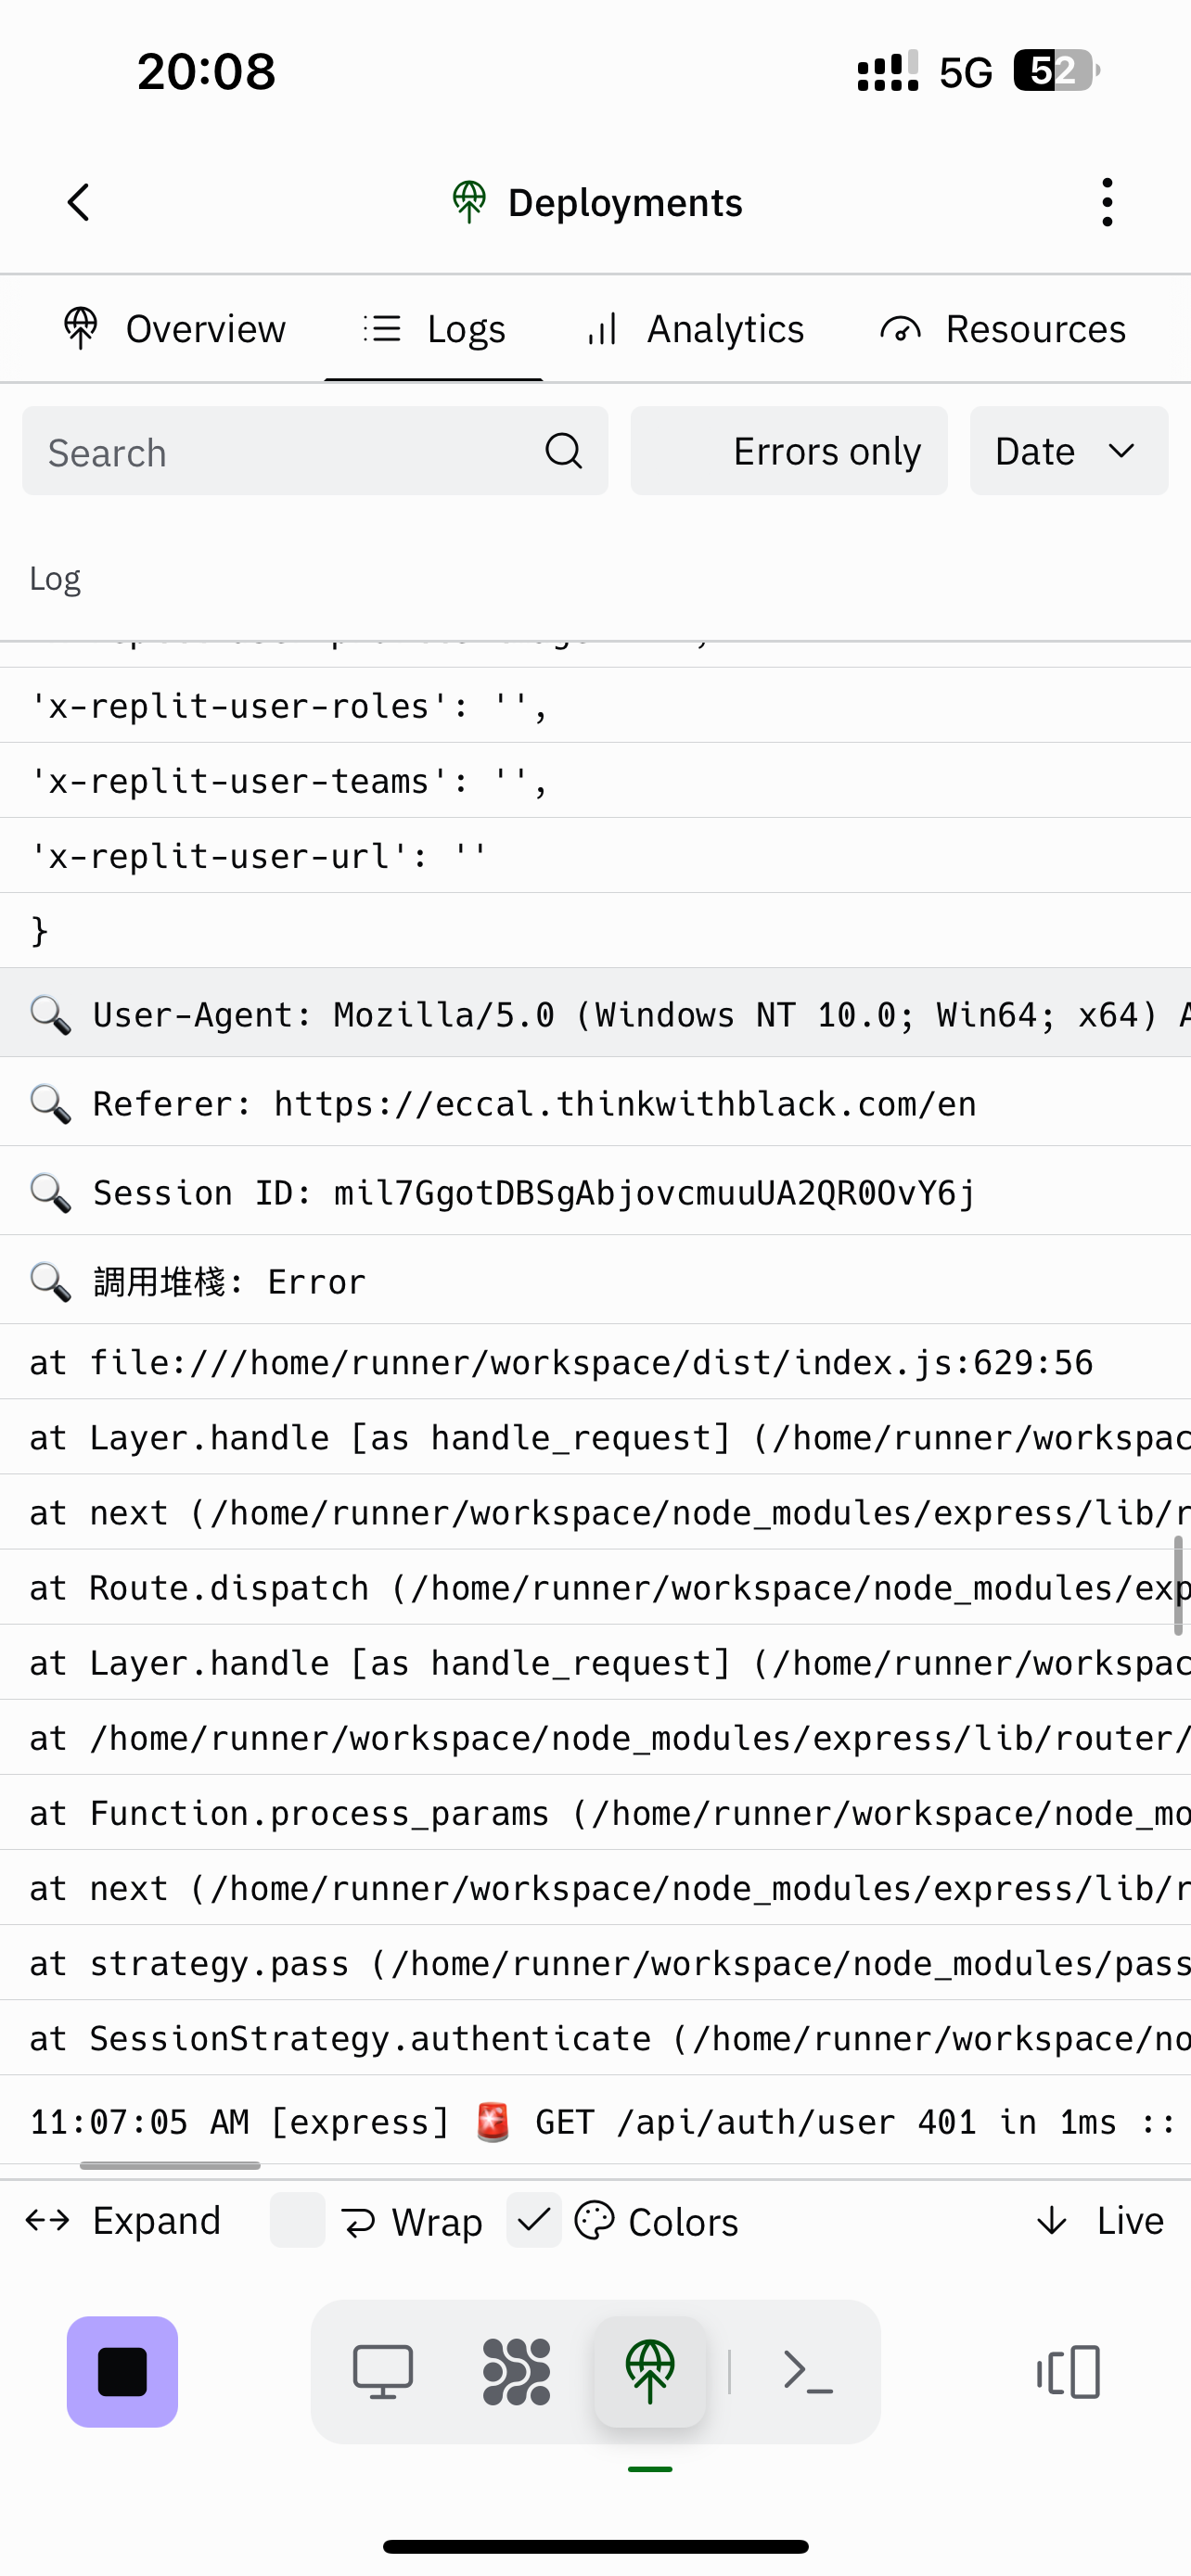 20:08
5G
52
Deployments
Overview
Logs
Analytics
Resources
Search
Errors only
Date
Log
'x-replit-user-roles': '',
'x-replit-user-teams': '',
'x-replit-user-url': ''
}
🔍 User-Agent: Mozilla/5.0 (Windows NT 10.0; Win64; x64) A
🔍 Referer: https://eccal.thinkwithblack.com/en
🔍 Session ID: mil7GgotDBSgAbjovcmuuUA2QR0OvY6j
🔍 調用堆棧: Error
at file:///home/runner/workspace/dist/index.js:629:56
at Layer.handle [as handle_request] (/home/runner/workspac
at next (/home/runner/workspace/node_modules/express/lib/r
at Route.dispatch (/home/runner/workspace/node_modules/exp
at Layer.handle [as handle_request] (/home/runner/workspac
at /home/runner/workspace/node_modules/express/lib/router/
at Function.process_params (/home/runner/workspace/node_mo
at next (/home/runner/workspace/node_modules/express/lib/r
at strategy.pass (/home/runner/workspace/node_modules/pass
at SessionStrategy.authenticate (/home/runner/workspace/no
11:07:05 AM [express] 🚨 GET /api/auth/user 401 in 1ms ::
Expand
Wrap
Colors
Live